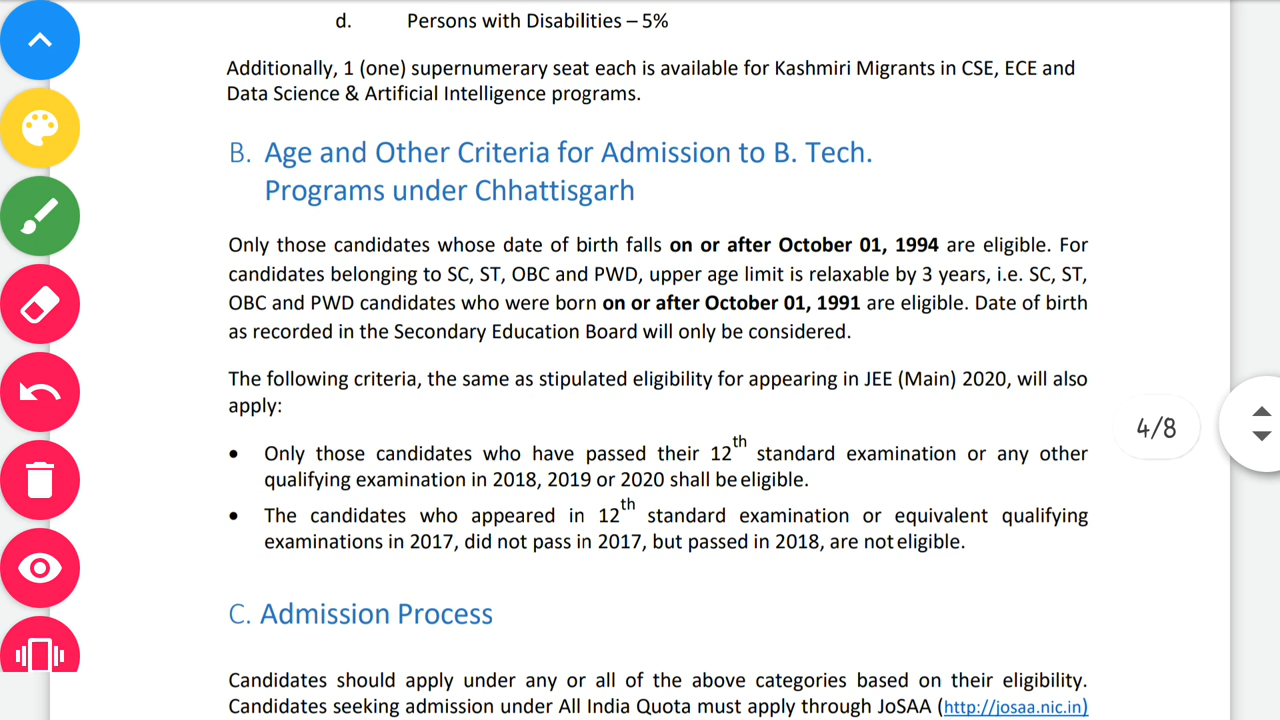 d. Persons with Disabilities – 5%
Additionally, 1 (one) supernumerary seat each is available for Kashmiri Migrants in CSE, ECE and
Data Science & Artificial Intelligence programs.
B. Age and Other Criteria for Admission to B. Tech.
Programs under Chhattisgarh
Only those candidates whose date of birth falls on or after October 01, 1994 are eligible. For
candidates belonging to SC, ST, OBC and PWD, upper age limit is relaxable by 3 years, i.e. SC, ST,
OBC and PWD candidates who were born on or after October 01, 1991 are eligible. Date of birth
as recorded in the Secondary Education Board will only be considered.
The following criteria, the same as stipulated eligibility for appearing in JEE (Main) 2020, will also
apply:
4/8
• Only those candidates who have passed their 12th standard examination or any other
qualifying examination in 2018, 2019 or 2020 shall be eligible.
• The candidates who appeared in 12th standard examination or equivalent qualifying
examinations in 2017, did not pass in 2017, but passed in 2018, are not eligible.
C. Admission Process
Candidates should apply under any or all of the above categories based on their eligibility.
Candidates seeking admission under All India Quota must apply through JoSAA (http://josaa.nic.in)